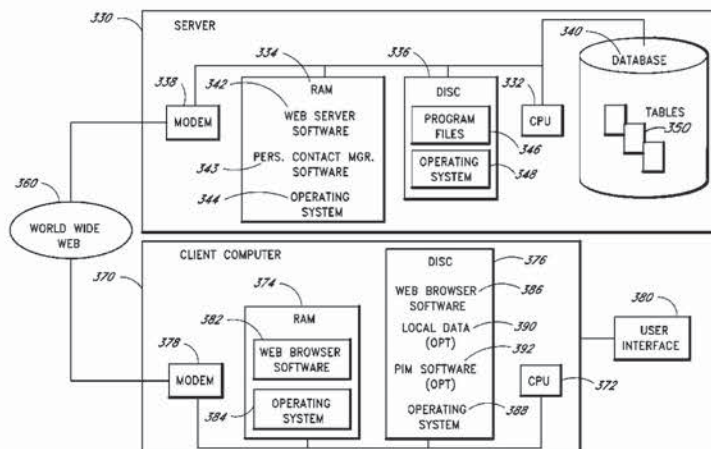 330
SERVER
334
336
340
DATABASE
338
342
RAM
DISC
332
MODEM
WEB SERVER
SOFTWARE
PROGRAM
FILES
CPU
TABLES
350
343
PERS. CONTACT MGR.
SOFTWARE
346
360
344
OPERATING
SYSTEM
OPERATING
SYSTEM
348
WORLD WIDE
WEB
370
CLIENT COMPUTER
374
DISC
376
RAM
WEB BROWSER
SOFTWARE
386
380
382
USER
INTERFACE
378
WEB BROWSER
SOFTWARE
LOCAL DATA
(OPT)
390
392
MODEM
PIM SOFTWARE
(OPT)
CPU
372
384
OPERATING
SYSTEM
OPERATING
SYSTEM
388